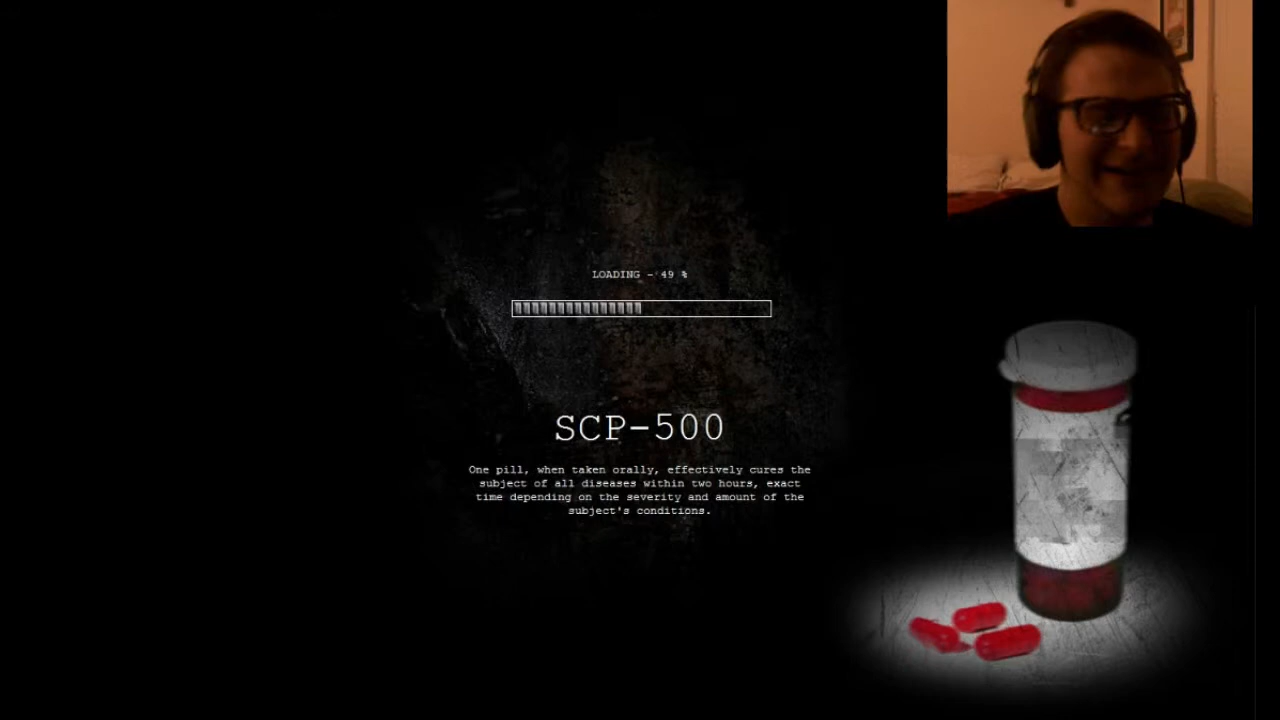 LOADING - 49 %
SCP-500
One pill, when taken orally, effectively cures the
subject of all diseases within two hours, exact
time depending on the severity and amount of the
subject's conditions.